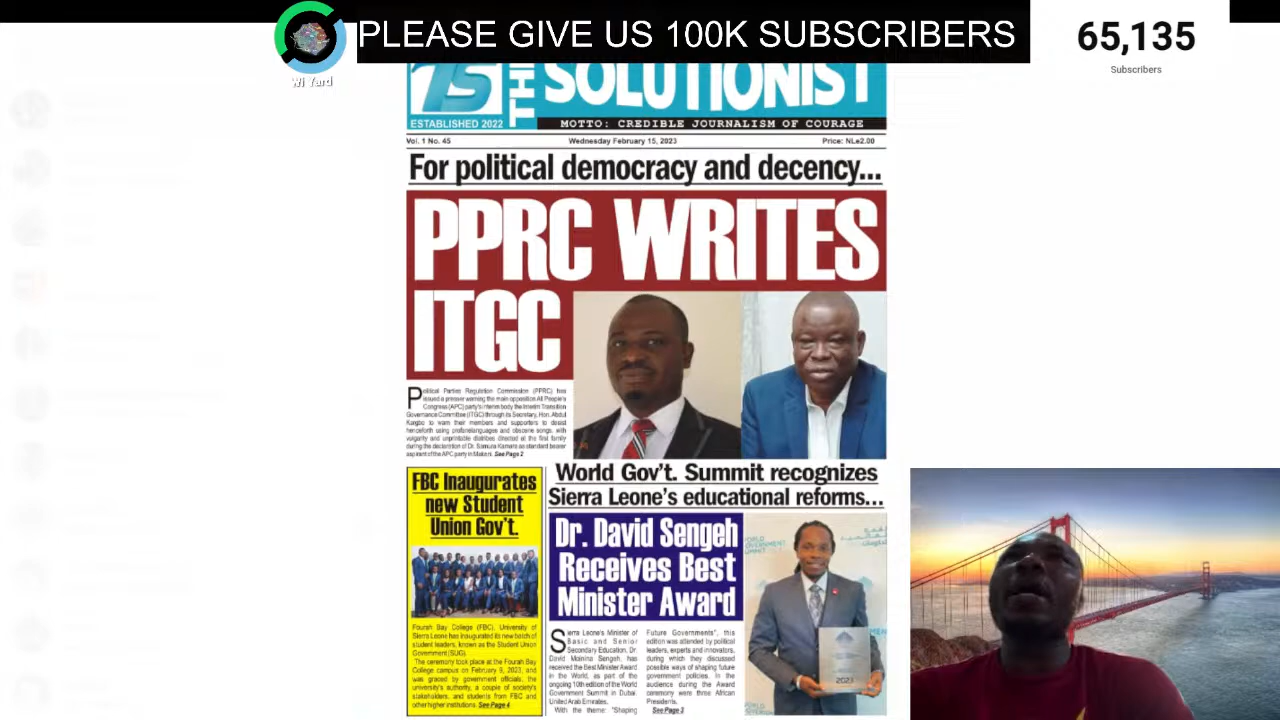 PLEASE GIVE US 100K SUBSCRIBERS
65,135
Subscribers
Wi Yard
TS
THE
SOLUTIONIST
ESTABLISHED 2022
MOTTO: CREDIBLE JOURNALISM OF COURAGE
Vol. 1 No. 45 Wednesday February 15, 2023 Price: NLe2.00
For political democracy and decency...
PPRC WRITES
ITGC
Political Parties Regulation Commission (PPRC) has
issued a presser warning the main opposition All People's
Congress (APC) party's interim body the Interim Transition
Governance Committee (ITGC) through its Secretary, Hon. Abdul
Kargbo to warn their members and supporters to desist
henceforth using profane languages and obscene songs, with
vulgarity and unprintable diatribes directed at the first family
during the declaration of Dr. Samura Kamara as standard bearer
aspirant of the APC party in Makeni. See Page 2
FBC Inaugurates
new Student
Union Gov't.
Fourah Bay College (FBC), University of
Sierra Leone has inaugurated its new batch of
student leaders, known as the Student Union
Government (SUG).
The ceremony took place at the Fourah Bay
College campus on February 9, 2023, and
was graced by government officials, the
university's authority, a couple of society's
stakeholders, and students from FBC and
other higher institutions. See Page 4
World Gov't. Summit recognizes
Sierra Leone's educational reforms...
Dr. David Sengeh
Receives Best
Minister Award
Sierra Leone's Minister of
Basic and Senior
Secondary Education, Dr.
David Moinina Sengeh, has
received the Best Minister Award
in the World, as part of the
ongoing 10th edition of the World
Government Summit in Dubai,
United Arab Emirates.
With the theme: "Shaping
Future Governments", this
edition was attended by political
leaders, experts and innovators,
during which they discussed
possible ways of shaping future
government policies. In the
audience during the Award
ceremony were three African
Presidents.
See Page 3
2023